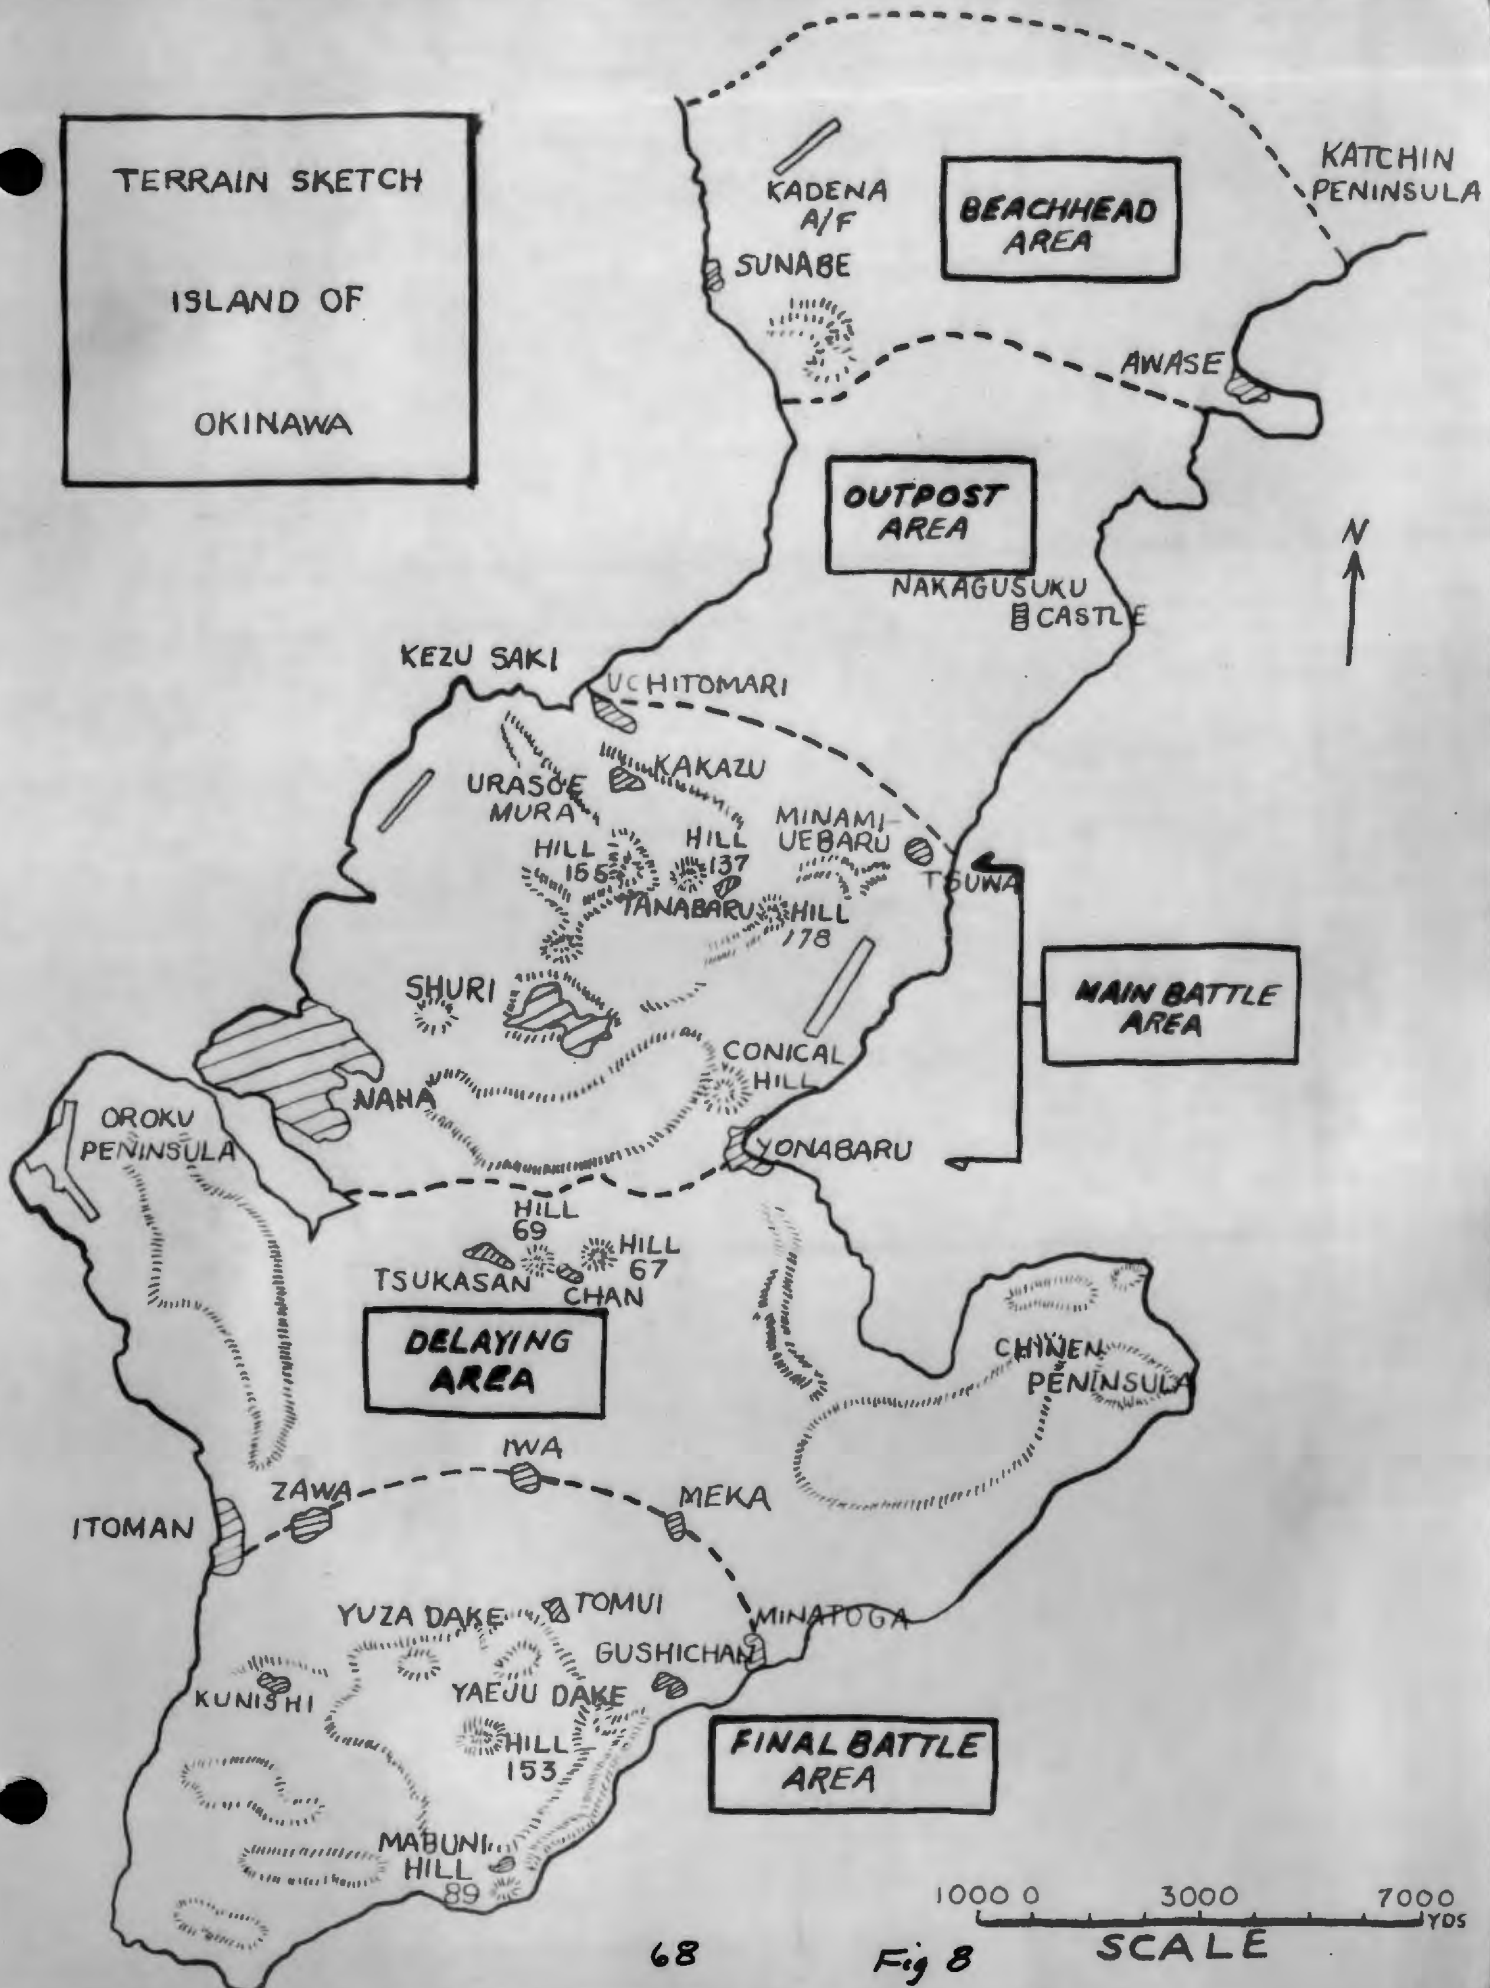 TERRAIN SKETCH
ISLAND OF
OKINAWA
KADENA
A/F
BEACHHEAD
AREA
KATCHIN
PENINSULA
SUNABE
AWASE
OUTPOST
AREA
N
NAKAGUSUKU
CASTLE
KEZU SAKI
UCHITOMARI
KAKAZU
URASOE
MURA
MINAMI-
UEBARU
HILL
155
HILL
137
TSUWA
TANABARU
HILL
178
SHURI
MAIN BATTLE
AREA
CONICAL
HILL
NAHA
OROKU
PENINSULA
YONABARU
HILL
69
HILL
67
TSUKASAN
CHAN
DELAYING
AREA
CHINEN
PENINSULA
IWA
ZAWA
MEKA
ITOMAN
YUZA DAKE
TOMUI
MINATOGA
GUSHICHAN
KUNISHI
YAEJU DAKE
HILL
153
FINAL BATTLE
AREA
MABUNI
HILL
89
1000 0 3000 7000
YDS
SCALE
68
Fig 8